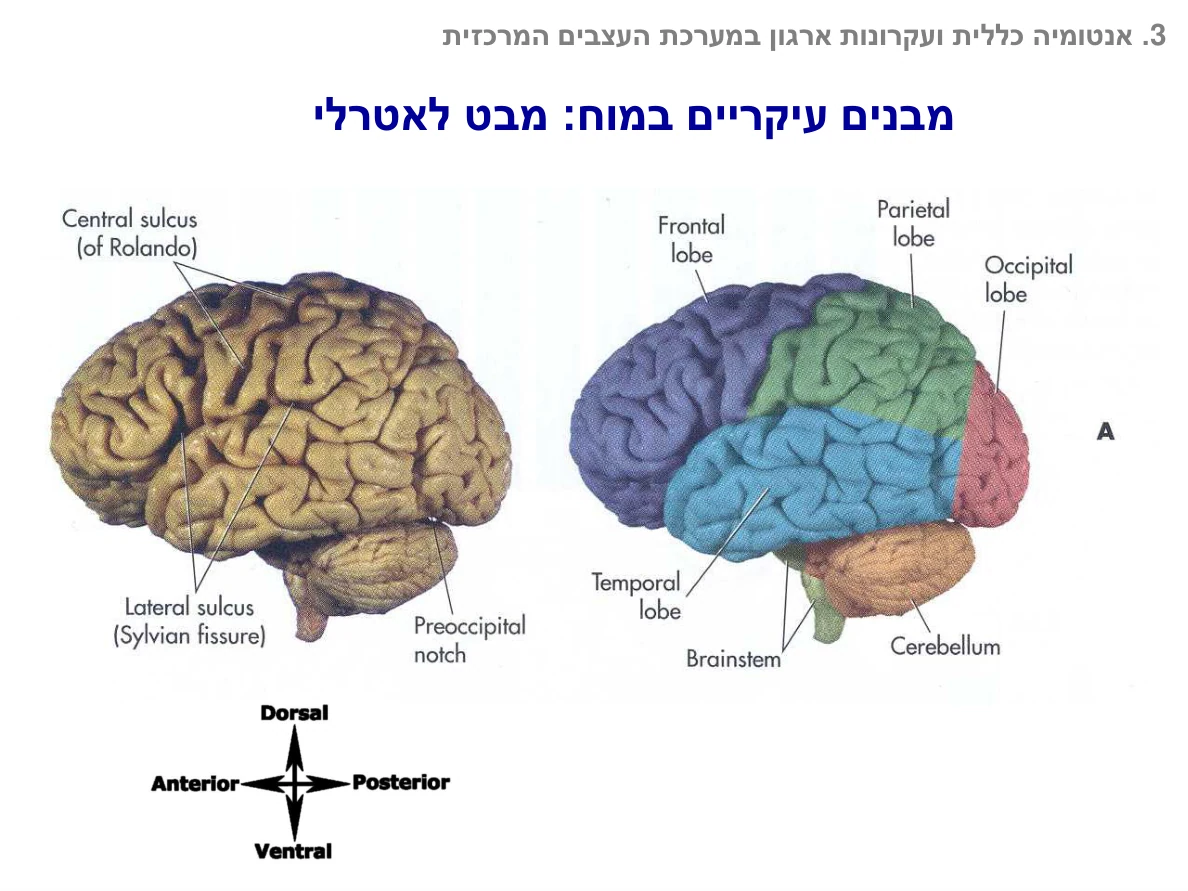 3. אנטומיה כללית ועקרונות ארגון במערכת העצבים המרכזית
מבנים עיקריים במוח: מבט לאטרלי
Central sulcus
(of Rolando)
Lateral sulcus
(Sylvian fissure)
Preoccipital
notch
Frontal
lobe
Parietal
lobe
Occipital
lobe
A
Temporal
lobe
Brainstem
Cerebellum
Dorsal
Anterior
Posterior
Ventral